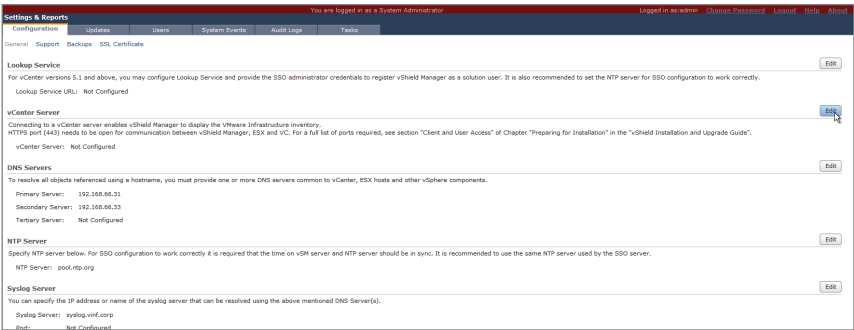 You are logged in as a System Administrator
Logged in as:admin Change Password Logout Help About
Settings & Reports
Configuration Updates Users System Events Audit Logs Tasks
General Support Backups SSL Certificate
Lookup Service Edit
For vCenter versions 5.1 and above, you may configure Lookup Service and provide the SSO administrator credentials to register vShield Manager as a solution user. It is also recommended to set the NTP server for SSO configuration to work correctly.
Lookup Service URL: Not Configured
vCenter Server Edit
Connecting to a vCenter server enables vShield Manager to display the VMware Infrastructure inventory.
HTTPS port (443) needs to be open for communication between vShield Manager, ESX and VC. For a full list of ports required, see section "Client and User Access" of Chapter "Preparing for Installation" in the "vShield Installation and Upgrade Guide".
vCenter Server: Not Configured
DNS Servers Edit
To resolve all objects referenced using a hostname, you must provide one or more DNS servers common to vCenter, ESX hosts and other vSphere components.
Primary Server: 192.168.66.31
Secondary Server: 192.168.66.33
Tertiary Server: Not Configured
NTP Server Edit
Specify NTP server below. For SSO configuration to work correctly it is required that the time on vSM server and NTP server should be in sync. It is recommended to use the same NTP server used by the SSO server.
NTP Server: pool.ntp.org
Syslog Server Edit
You can specify the IP address or name of the syslog server that can be resolved using the above mentioned DNS Server(s).
Syslog Server: syslog.vinf.corp
Port: Not Configured